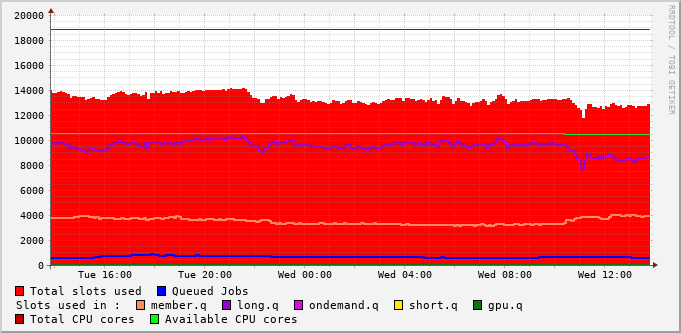 20000
18000
16000
14000
12000
10000
8000
6000
4000
2000
0
Tue 16:00 Tue 20:00 Wed 00:00 Wed 04:00 Wed 08:00 Wed 12:00
RRDTOOL / TOBI OETIKER
Total slots used Queued Jobs
Slots used in : member.q long.q ondemand.q short.q gpu.q
Total CPU cores Available CPU cores